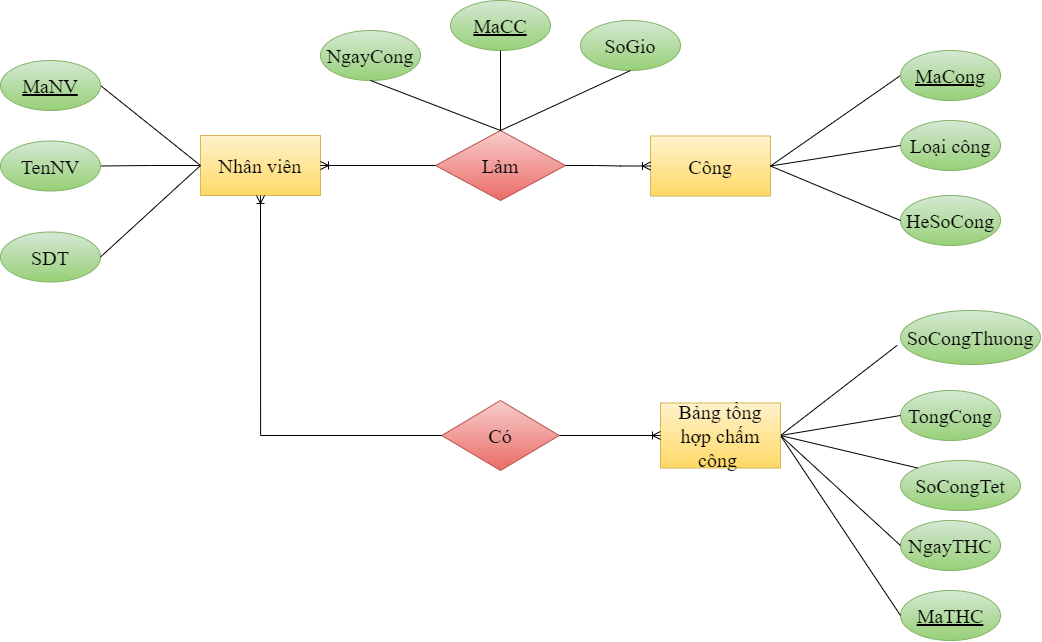 MaCC
NgayCong
SoGio
MaNV
MaCong
TenNV
Nhân viên
Làm
Công
Loại công
SDT
HeSoCong
SoCongThuong
Có
Bảng tổng
hợp chấm
công
TongCong
SoCongTet
NgayTHC
MaTHC